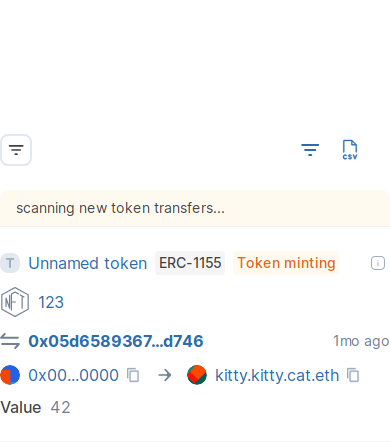 CSV
scanning new token transfers...
T Unnamed token ERC-1155 Token minting
NFT 123
0x05d6589367...d746 1mo ago
0x00...0000 → kitty.kitty.cat.eth
Value 42